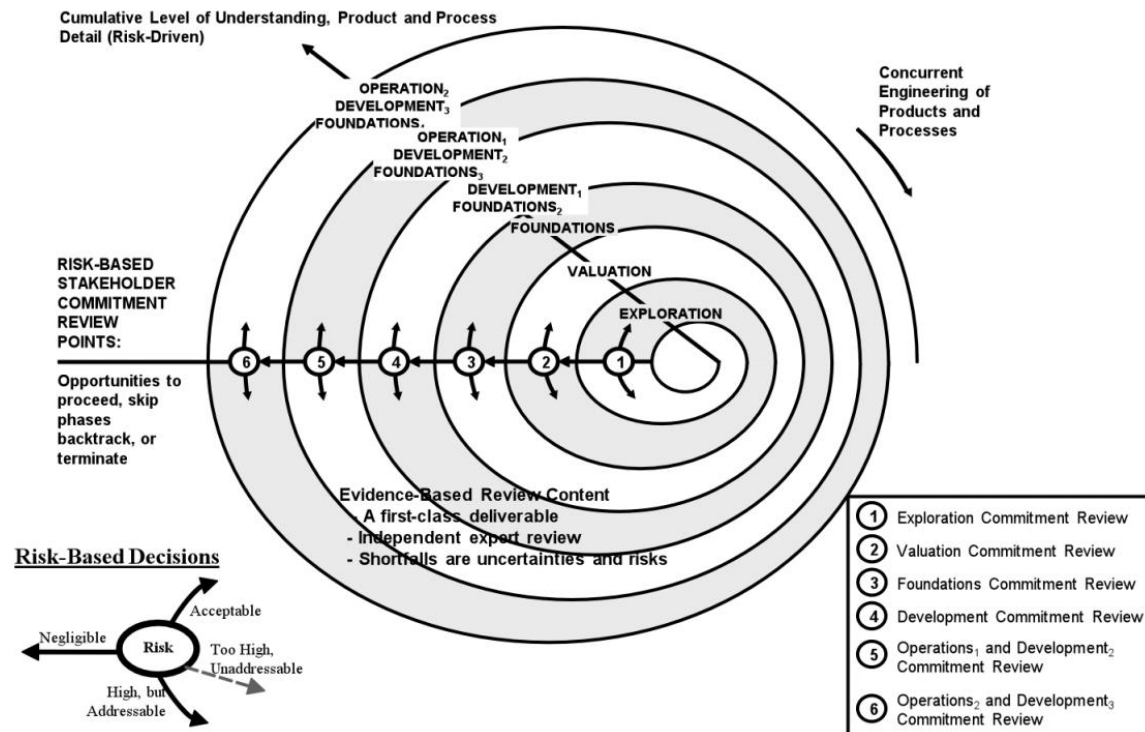 Cumulative Level of Understanding, Product and Process
Detail (Risk-Driven)
Concurrent
Engineering of
Products and
Processes
OPERATION₂
DEVELOPMENT₃
FOUNDATIONS
OPERATION₁
DEVELOPMENT₂
FOUNDATIONS₃
DEVELOPMENT₁
FOUNDATIONS₂
FOUNDATIONS
VALUATION
EXPLORATION
RISK-BASED
STAKEHOLDER
COMMITMENT
REVIEW
POINTS:
6 5 4 3 2 1
Opportunities to
proceed, skip
phases
backtrack, or
terminate
Evidence-Based Review Content
- A first-class deliverable
- Independent expert review
- Shortfalls are uncertainties and risks
Risk-Based Decisions
Acceptable
Negligible
Risk
Too High,
Unaddressable
High, but
Addressable
1 Exploration Commitment Review
2 Valuation Commitment Review
3 Foundations Commitment Review
4 Development Commitment Review
5 Operations₁ and Development₂
Commitment Review
6 Operations₂ and Development₃
Commitment Review